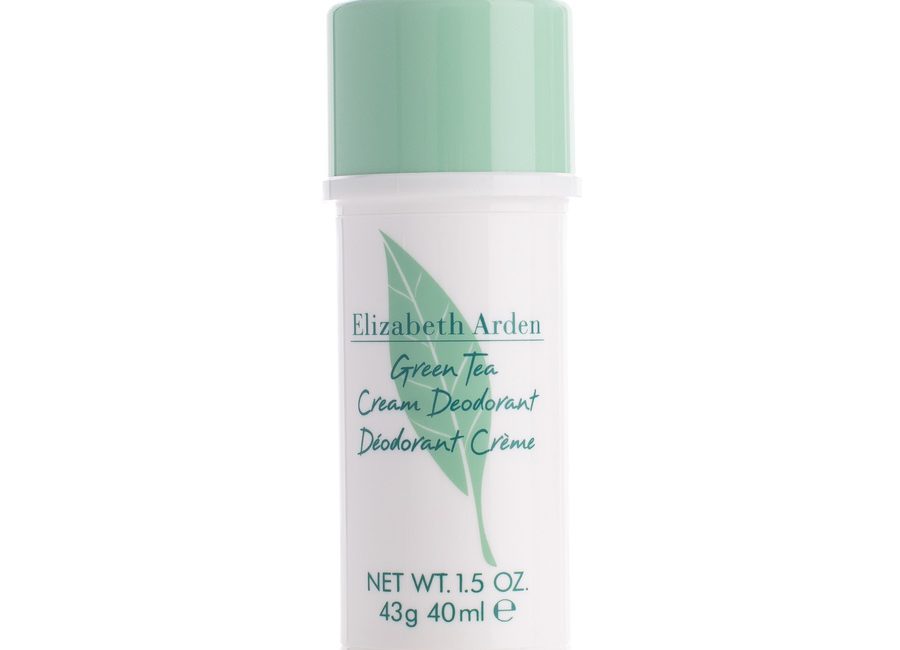 Elizabeth Arden
Green Tea
Cream Deodorant
Déodorant Crème
NET WT. 1.5 OZ.
43g 40ml ℮